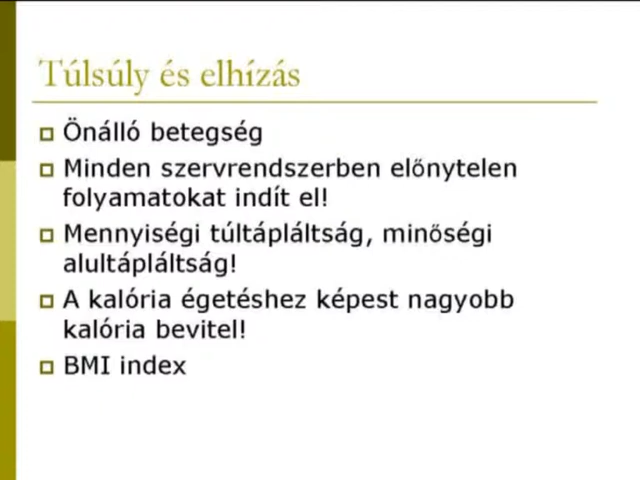 Túlsúly és elhízás
Önálló betegség
Minden szervrendszerben előnytelen
folyamatokat indít el!
Mennyiségi túltápláltság, minőségi
alultápláltság!
A kalória égetéshez képest nagyobb
kalória bevitel!
BMI index